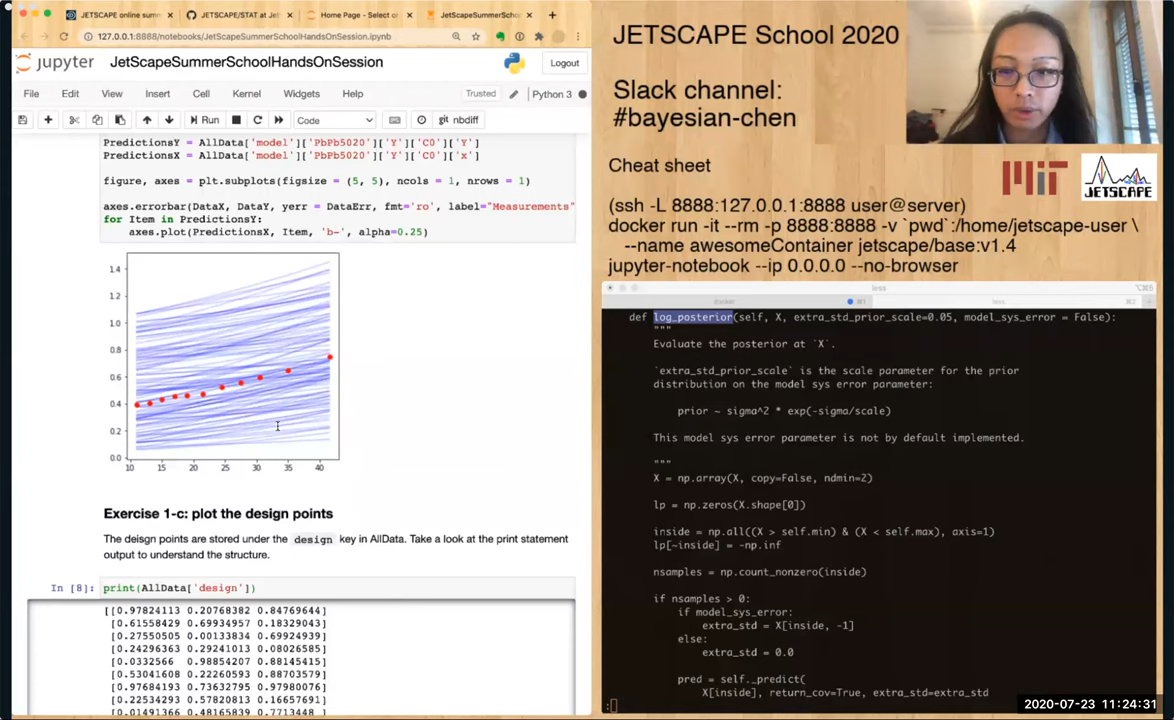 JETSCAPE online summ
JETSCAPE/STAT at Jet
Home Page - Select o
JetScapeSummerScho
127.0.0.1:8888/notebooks/JetScapeSummerSchoolHandsOnSession.ipynb
jupyter JetScapeSummerSchoolHandsOnSession
Logout
File Edit View Insert Cell Kernel Widgets Help
Trusted
Python 3
Run
Code
git nbdiff
PredictionsY = AllData['model']['PbPb5020']['Y']['C0']['Y']
PredictionsX = AllData['model']['PbPb5020']['Y']['C0']['x']
figure, axes = plt.subplots(figsize = (5, 5), ncols = 1, nrows = 1)
axes.errorbar(DataX, DataY, yerr = DataErr, fmt='ro', label="Measurements"
for Item in PredictionsY:
axes.plot(PredictionsX, Item, 'b-', alpha=0.25)
1.4
1.2
1.0
0.8
0.6
0.4
0.2
0.0
10 15 20 25 30 35 40
Exercise 1-c: plot the design points
The deisgn points are stored under the design key in AllData. Take a look at the print statement
output to understand the structure.
In [8]: print(AllData['design'])
[[0.97824113 0.20768382 0.84769644]
[0.61558429 0.69934957 0.18329043]
[0.27550505 0.00133834 0.69924939]
[0.24296363 0.29241013 0.08026585]
[0.0332566 0.98854207 0.88145415]
[0.53041608 0.22260593 0.88703579]
[0.97684193 0.73632795 0.97980076]
[0.22534293 0.57820813 0.16657691]
[0.01491366 0.48165839 0.7713448 ]
JETSCAPE School 2020
Slack channel:
#bayesian-chen
Cheat sheet
MIT
JETSCAPE
(ssh -L 8888:127.0.0.1:8888 user@server)
docker run -it --rm -p 8888:8888 -v `pwd`:/home/jetscape-user \
--name awesomeContainer jetscape/base:v1.4
jupyter-notebook --ip 0.0.0.0 --no-browser
less
⌥⌘5
docker
⌘1
less
⌘2
def log_posterior(self, X, extra_std_prior_scale=0.05, model_sys_error = False):
"""
Evaluate the posterior at `X`.
`extra_std_prior_scale` is the scale parameter for the prior
distribution on the model sys error parameter:
prior ~ sigma^2 * exp(-sigma/scale)
This model sys error parameter is not by default implemented.
"""
X = np.array(X, copy=False, ndmin=2)
lp = np.zeros(X.shape[0])
inside = np.all((X > self.min) & (X < self.max), axis=1)
lp[~inside] = -np.inf
nsamples = np.count_nonzero(inside)
if nsamples > 0:
if model_sys_error:
extra_std = X[inside, -1]
else:
extra_std = 0.0
pred = self._predict(
X[inside], return_cov=True, extra_std=extra_std
:
2020-07-23 11:24:31